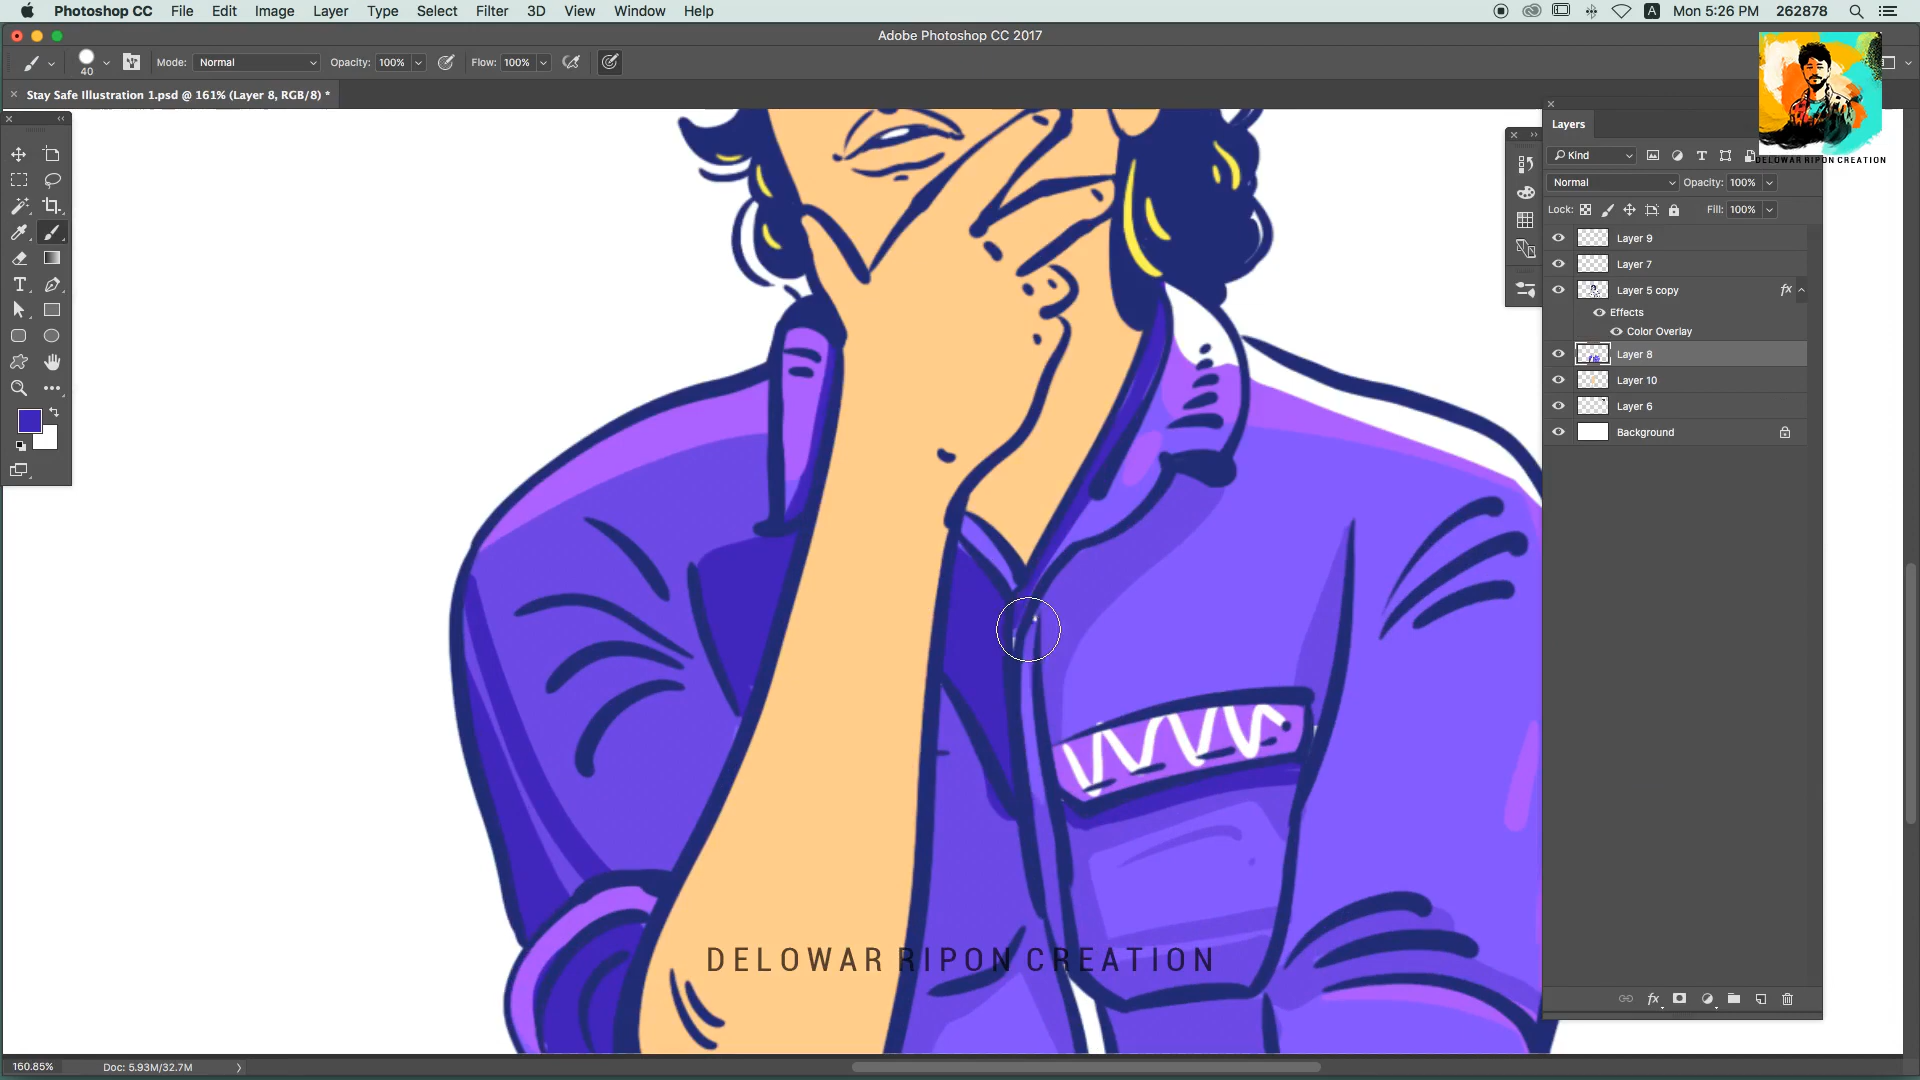 Photoshop CC File Edit Image Layer Type Select Filter 3D View Window Help A Mon 5:26 PM 262878
Adobe Photoshop CC 2017
40 Mode: Normal Opacity: 100% Flow: 100%
Stay Safe Illustration 1.psd @ 161% (Layer 8, RGB/8) *
Layers
Kind
DELOWAR RIPON CREATION
Normal Opacity: 100%
Lock: Fill: 100%
Layer 9
Layer 7
Layer 5 copy fx
Effects
Color Overlay
Layer 8
Layer 10
Layer 6
Background
DELOWAR RIPON CREATION
fx
160.85% Doc: 5.93M/32.7M